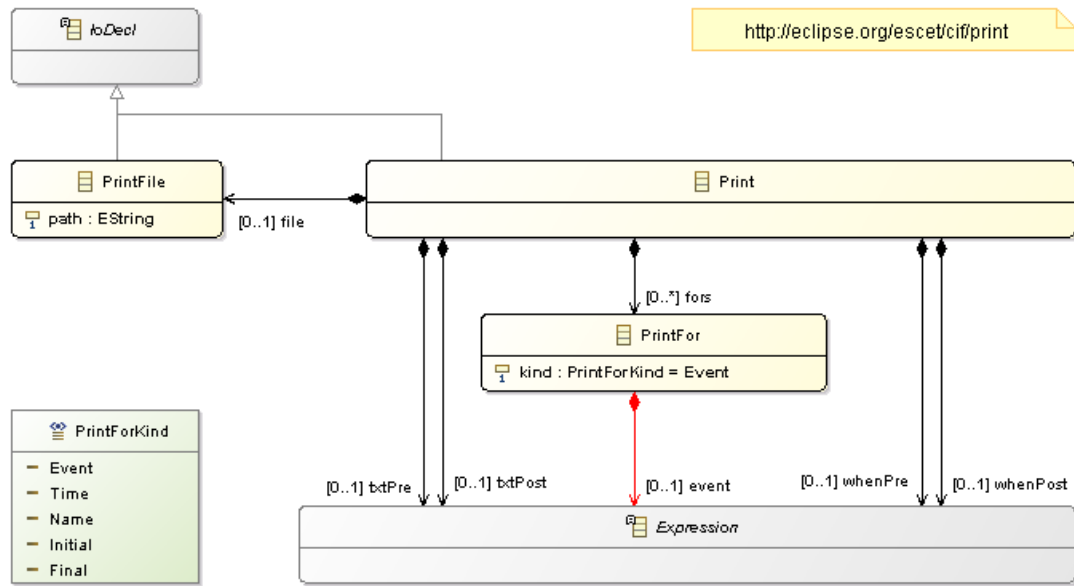 IoDecl
http://eclipse.org/escet/cif/print
PrintFile
path : EString
Print
[0..1] file
[0..*] fors
PrintFor
kind : PrintForKind = Event
PrintForKind
Event
Time
Name
Initial
Final
[0..1] txtPre
[0..1] txtPost
[0..1] event
[0..1] whenPre
[0..1] whenPost
Expression